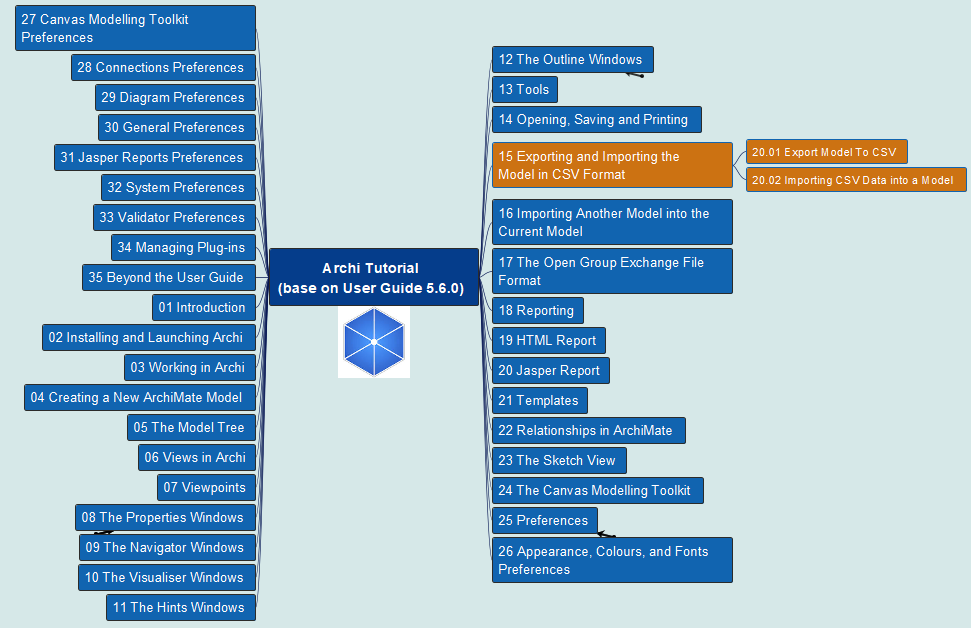 27 Canvas Modelling Toolkit
Preferences
28 Connections Preferences
29 Diagram Preferences
30 General Preferences
31 Jasper Reports Preferences
32 System Preferences
33 Validator Preferences
34 Managing Plug-ins
35 Beyond the User Guide
01 Introduction
02 Installing and Launching Archi
03 Working in Archi
04 Creating a New ArchiMate Model
05 The Model Tree
06 Views in Archi
07 Viewpoints
08 The Properties Windows
09 The Navigator Windows
10 The Visualiser Windows
11 The Hints Windows
Archi Tutorial
(base on User Guide 5.6.0)
12 The Outline Windows
13 Tools
14 Opening, Saving and Printing
15 Exporting and Importing the
Model in CSV Format
20.01 Export Model To CSV
20.02 Importing CSV Data into a Model
16 Importing Another Model into the
Current Model
17 The Open Group Exchange File
Format
18 Reporting
19 HTML Report
20 Jasper Report
21 Templates
22 Relationships in ArchiMate
23 The Sketch View
24 The Canvas Modelling Toolkit
25 Preferences
26 Appearance, Colours, and Fonts
Preferences